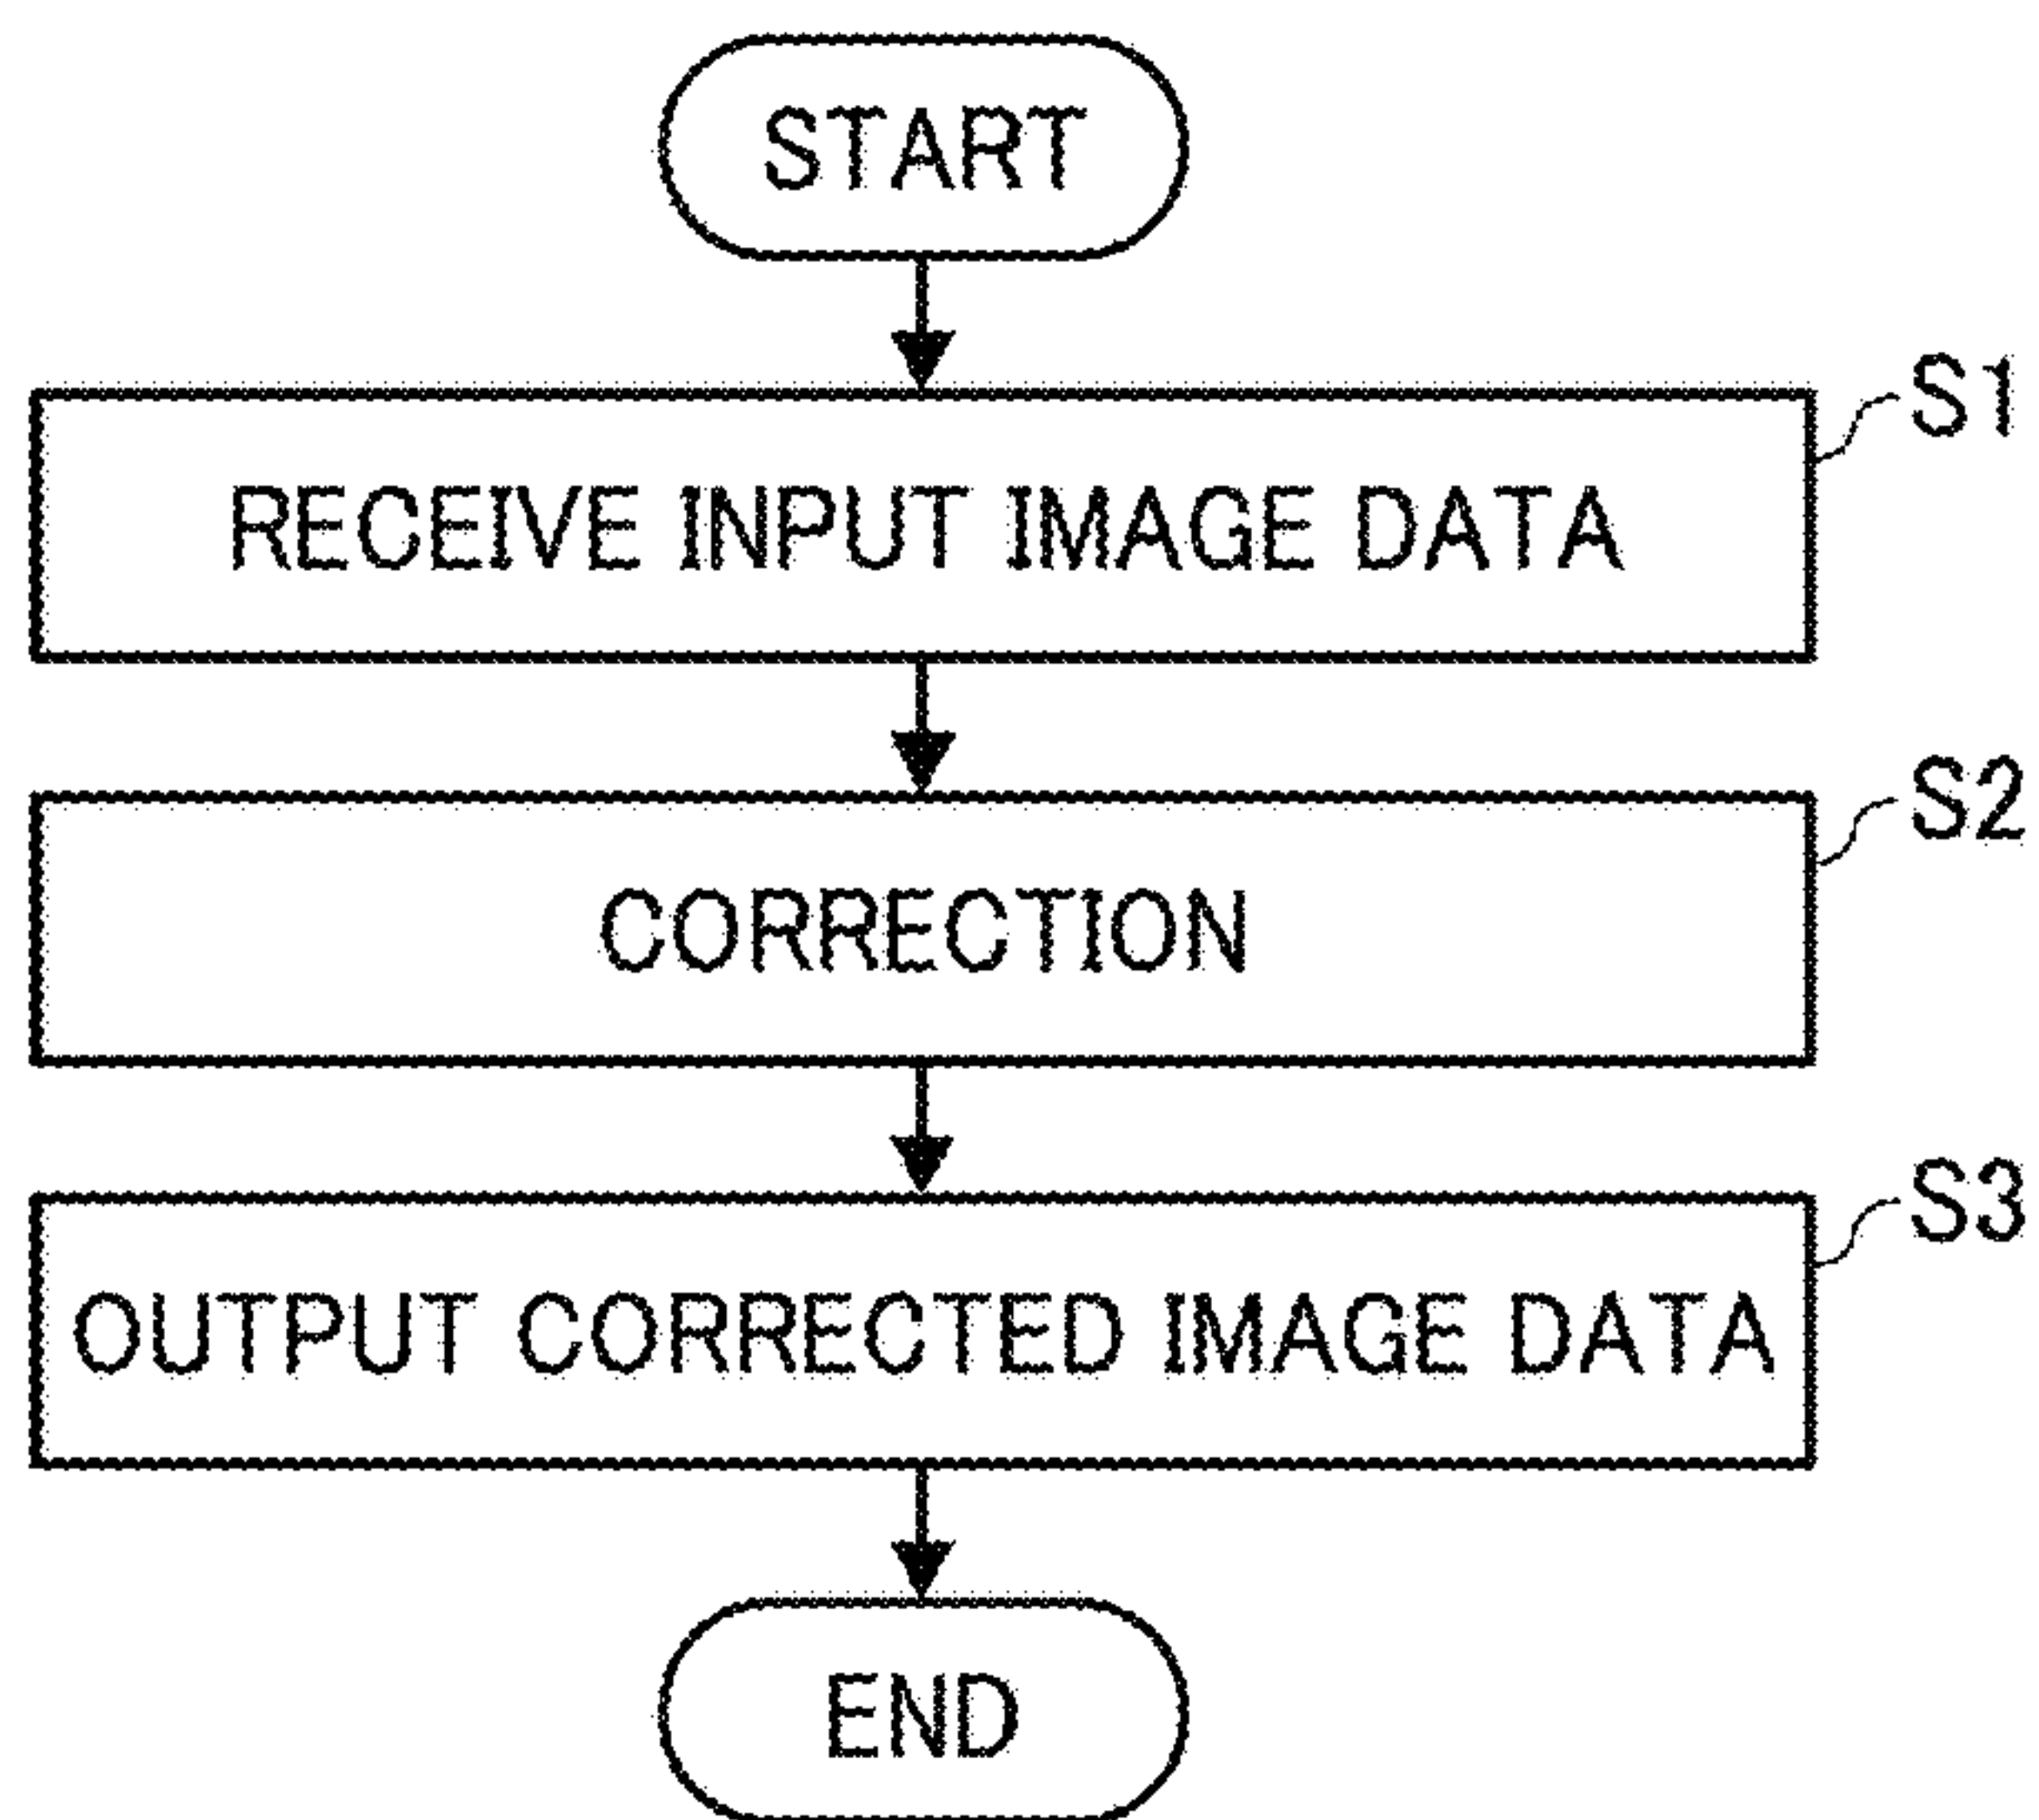 START
S1
RECEIVE INPUT IMAGE DATA
S2
CORRECTION
S3
OUTPUT CORRECTED IMAGE DATA
END